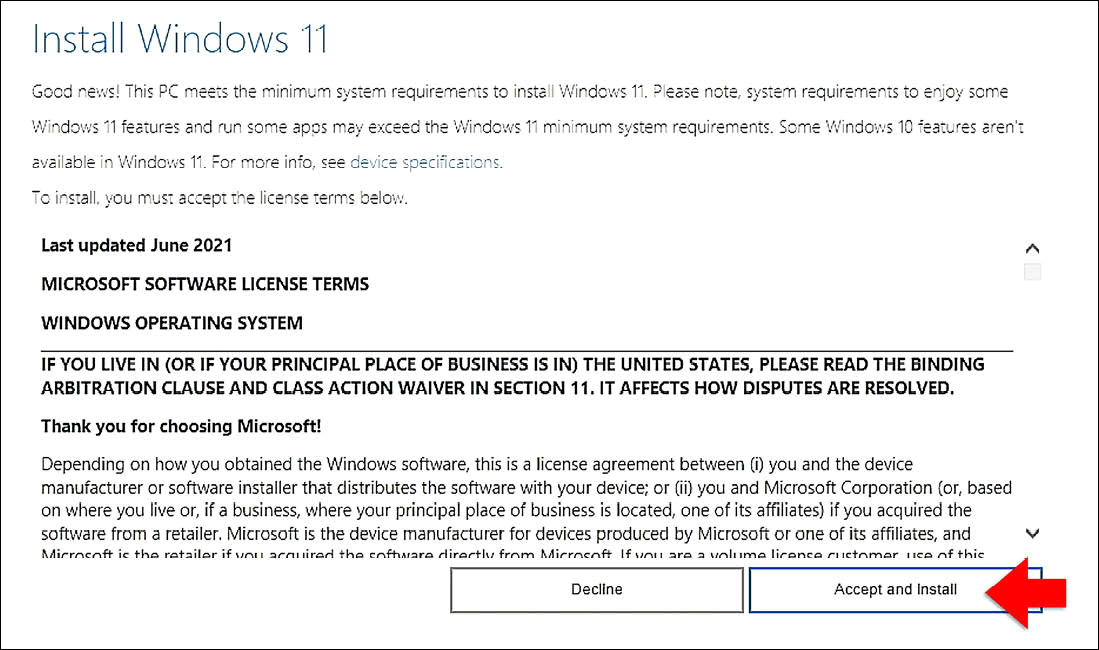 Install Windows 11
Good news! This PC meets the minimum system requirements to install Windows 11. Please note, system requirements to enjoy some
Windows 11 features and run some apps may exceed the Windows 11 minimum system requirements. Some Windows 10 features aren't
available in Windows 11. For more info, see device specifications.
To install, you must accept the license terms below.
Last updated June 2021
MICROSOFT SOFTWARE LICENSE TERMS
WINDOWS OPERATING SYSTEM
IF YOU LIVE IN (OR IF YOUR PRINCIPAL PLACE OF BUSINESS IS IN) THE UNITED STATES, PLEASE READ THE BINDING
ARBITRATION CLAUSE AND CLASS ACTION WAIVER IN SECTION 11. IT AFFECTS HOW DISPUTES ARE RESOLVED.
Thank you for choosing Microsoft!
Depending on how you obtained the Windows software, this is a license agreement between (i) you and the device
manufacturer or software installer that distributes the software with your device; or (ii) you and Microsoft Corporation (or, based
on where you live or, if a business, where your principal place of business is located, one of its affiliates) if you acquired the
software from a retailer. Microsoft is the device manufacturer for devices produced by Microsoft or one of its affiliates, and
Microsoft is the retailer if you acquired the software directly from Microsoft. If you are a volume license customer, use of this
Decline
Accept and Install